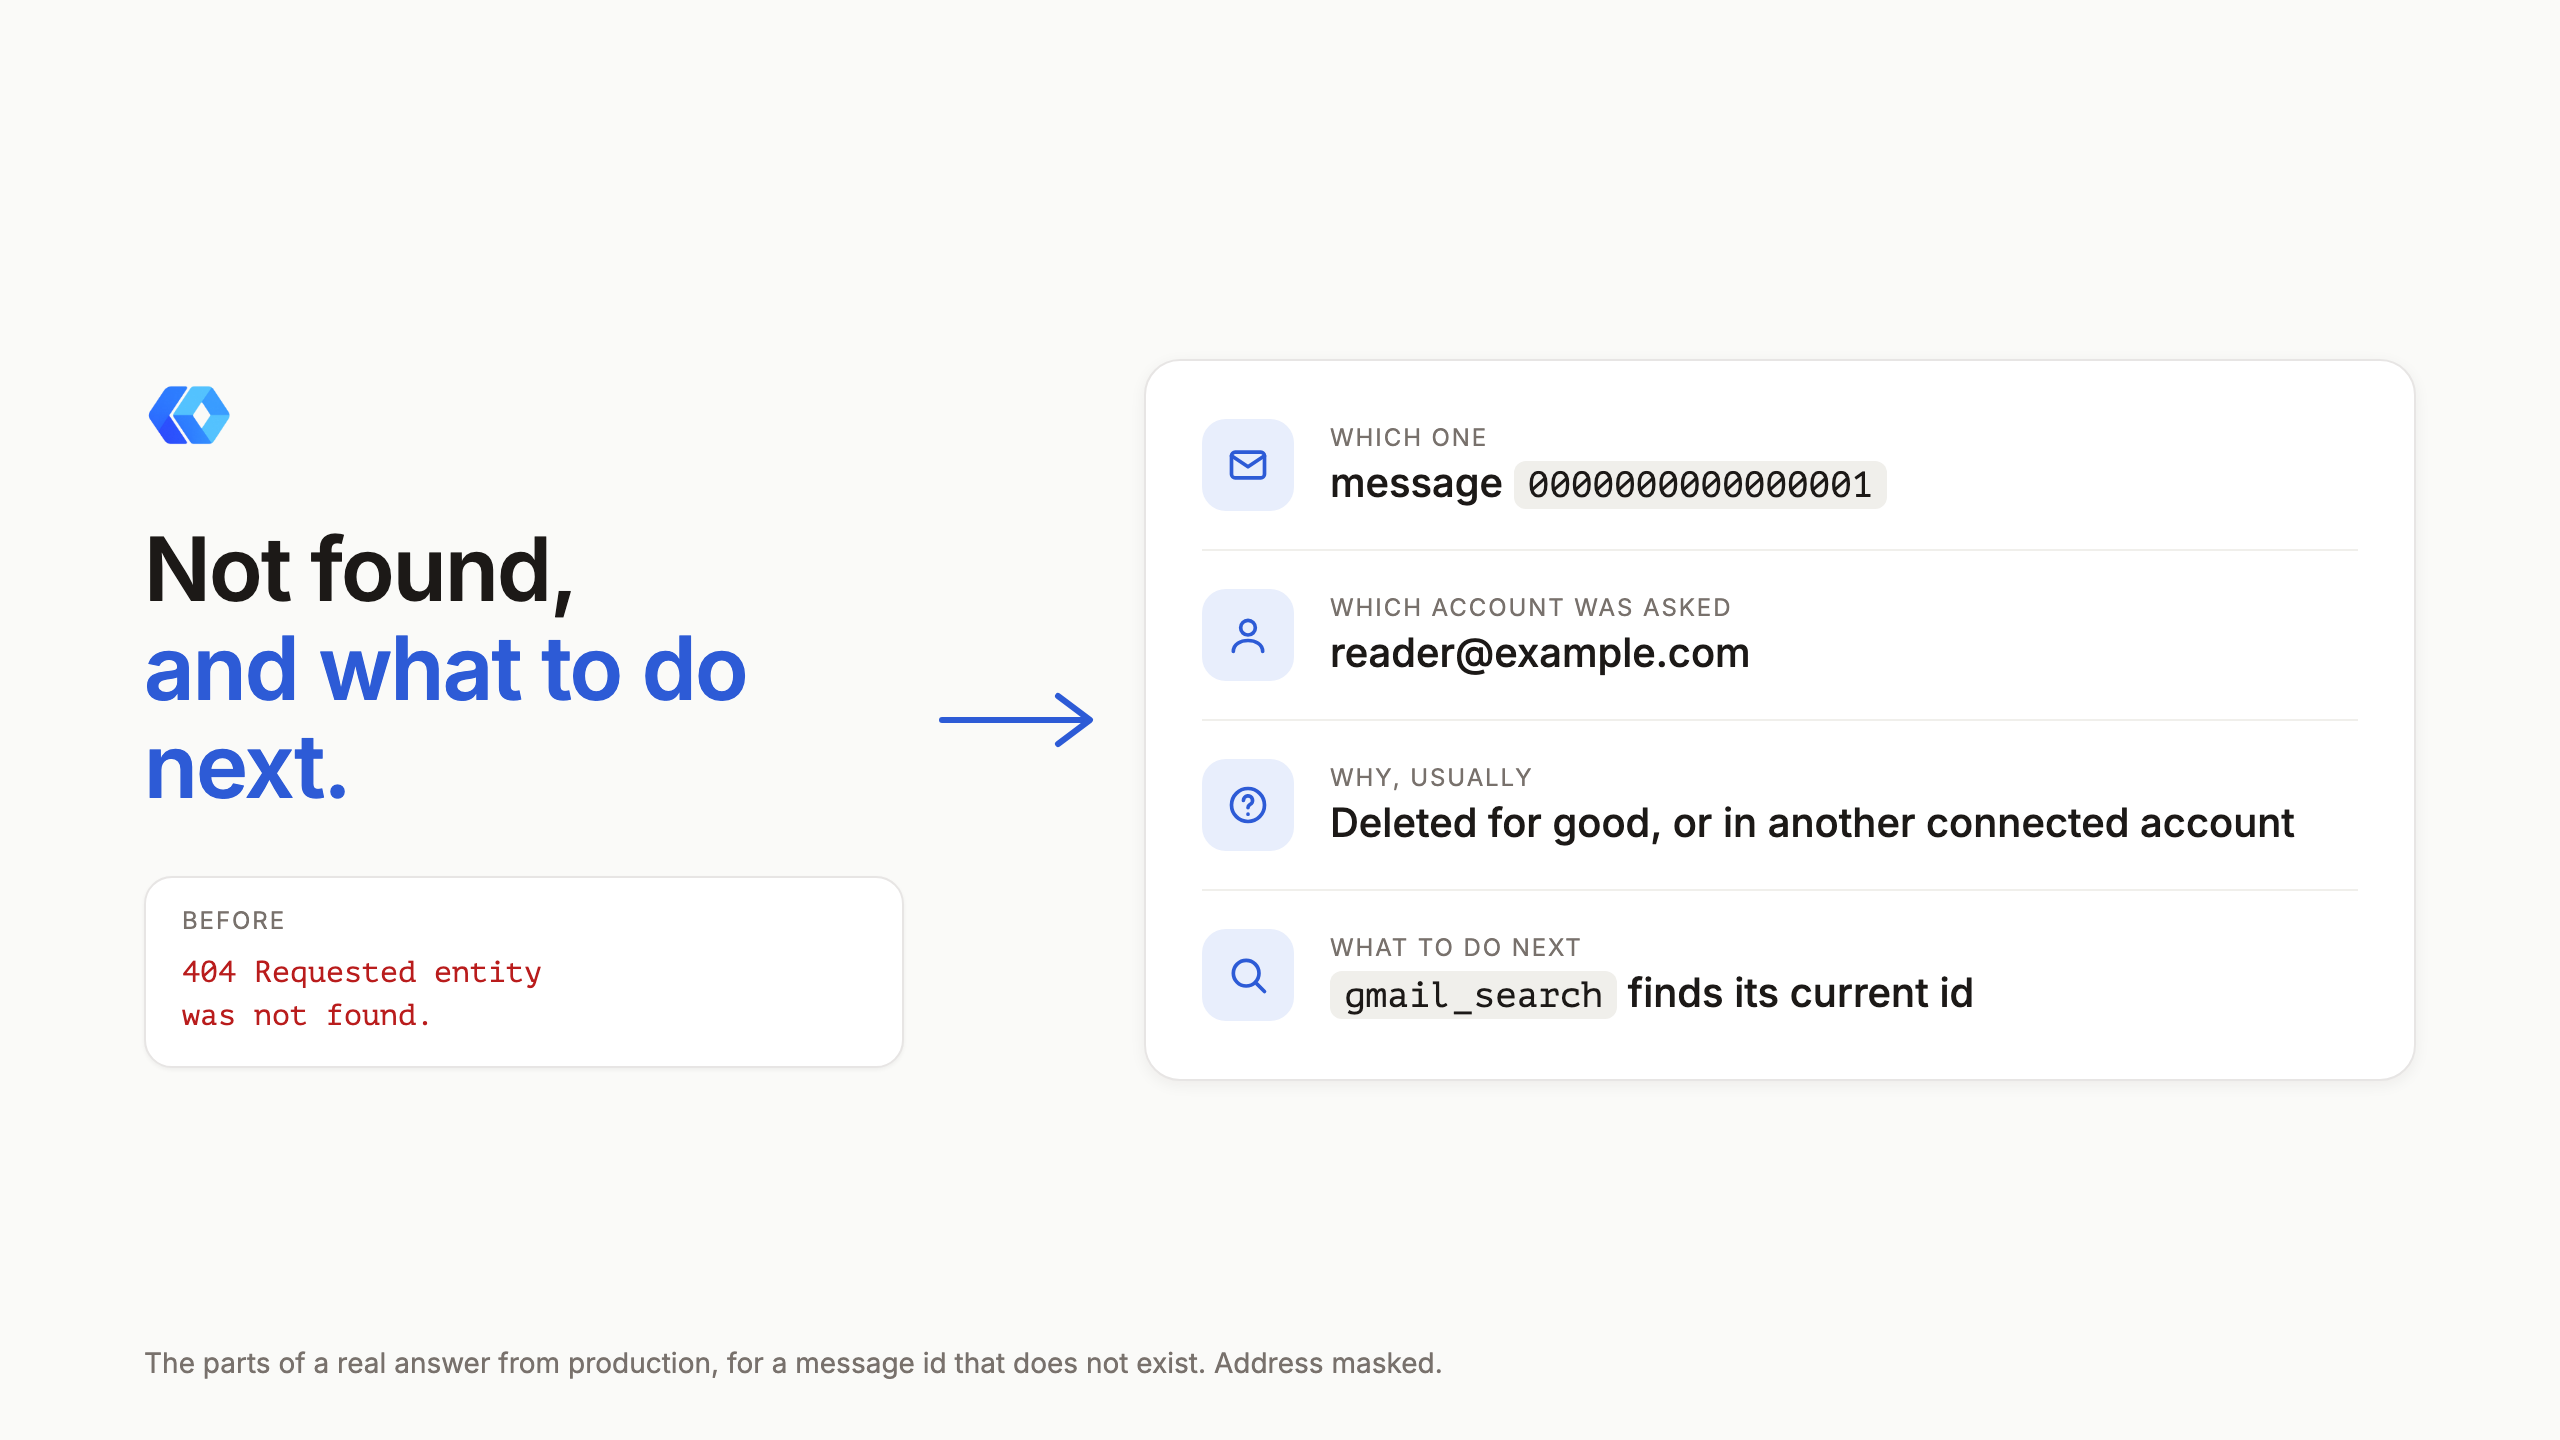 Not found,
and what to do
next.
BEFORE
404 Requested entity
was not found.
WHICH ONE
message 0000000000000001
WHICH ACCOUNT WAS ASKED
reader@example.com
WHY, USUALLY
Deleted for good, or in another connected account
WHAT TO DO NEXT
gmail_search finds its current id
The parts of a real answer from production, for a message id that does not exist. Address masked.